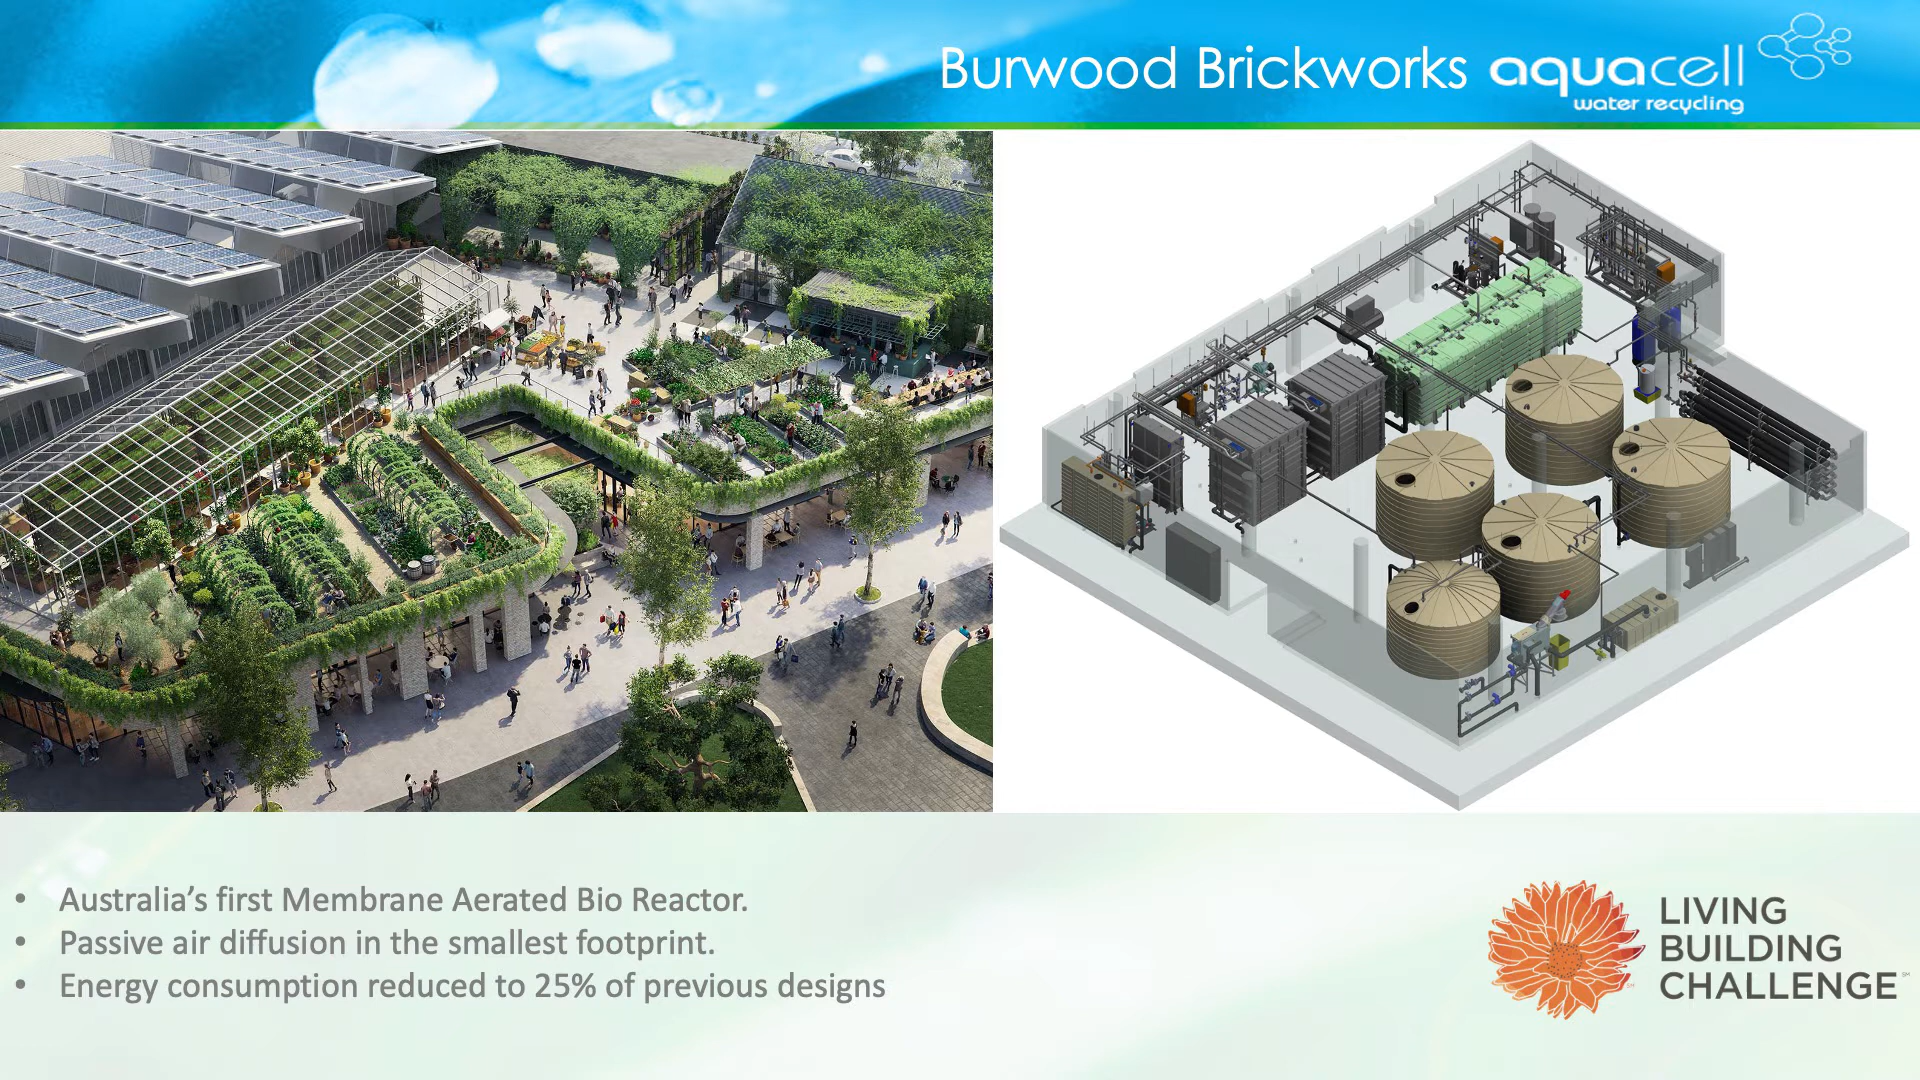 Burwood Brickworks
aquacell
water recycling
• Australia’s first Membrane Aerated Bio Reactor.
• Passive air diffusion in the smallest footprint.
• Energy consumption reduced to 25% of previous designs
LIVING
BUILDING
CHALLENGE℠